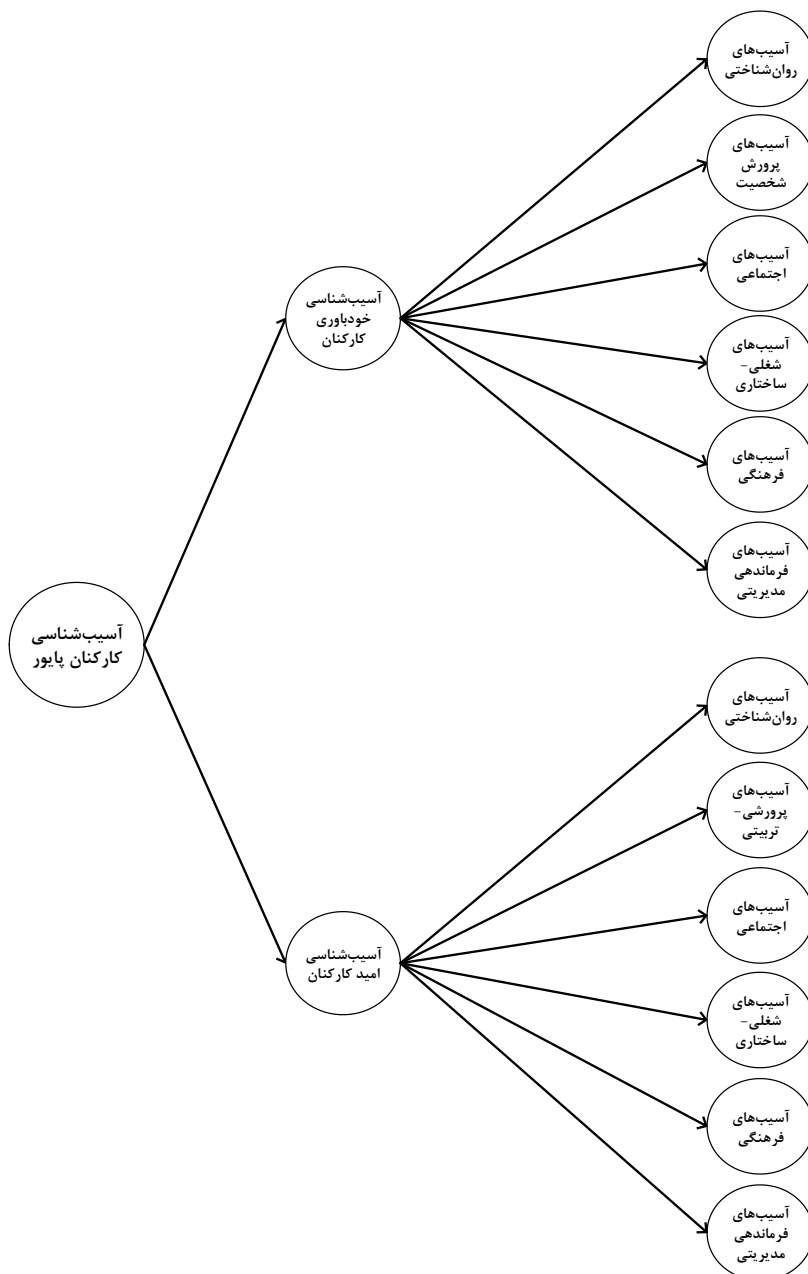 آسیب‌شناسی
کارکنان پایور
آسیب‌شناسی
خودباوری
کارکنان
آسیب‌های
روان‌شناختی
آسیب‌های
پرورش
شخصیت
آسیب‌های
اجتماعی
آسیب‌های
شغلی-
ساختاری
آسیب‌های
فرهنگی
آسیب‌های
فرماندهی
مدیریتی
آسیب‌شناسی
امید کارکنان
آسیب‌های
روان‌شناختی
آسیب‌های
پرورشی-
تربیتی
آسیب‌های
اجتماعی
آسیب‌های
شغلی-
ساختاری
آسیب‌های
فرهنگی
آسیب‌های
فرماندهی
مدیریتی